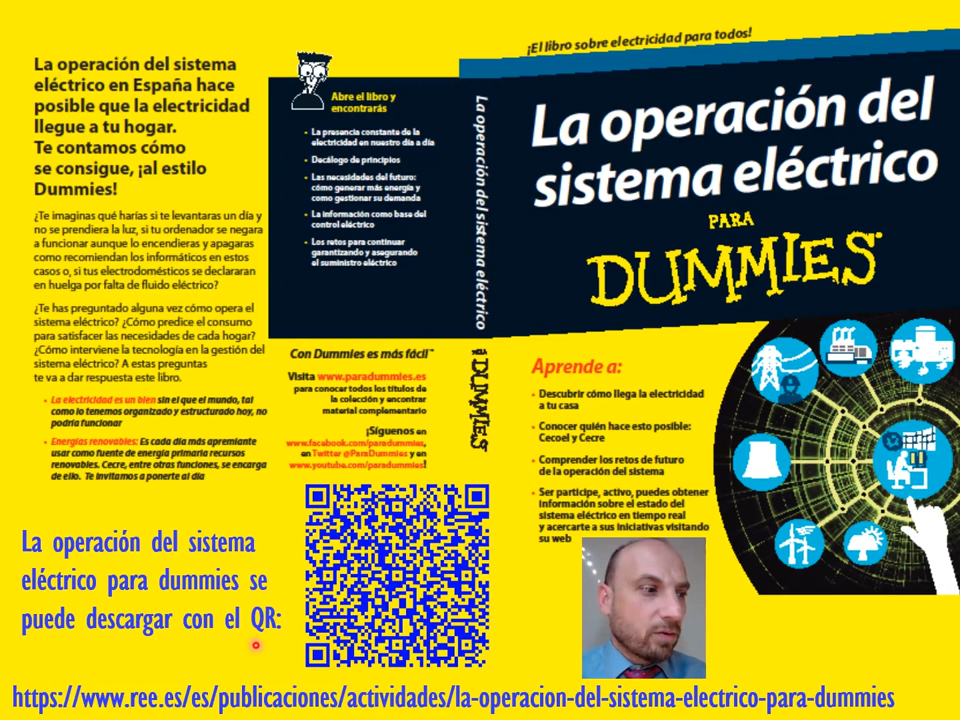 La operación del sistema
eléctrico en España hace
posible que la electricidad
llegue a tu hogar.
Te contamos cómo
se consigue, ¡al estilo
Dummies!
¿Te imaginas qué harías si te levantaras un día y
no se prendiera la luz, si tu ordenador se negara
a funcionar aunque lo encendieras y apagaras
como recomiendan los informáticos en estos
casos o, si tus electrodomésticos se declararan
en huelga por falta de fluido eléctrico?
¿Te has preguntado alguna vez cómo opera el
sistema eléctrico? ¿Cómo predice el consumo
para satisfacer las necesidades de cada hogar?
¿Cómo interviene la tecnología en la gestión del
sistema eléctrico? A estas preguntas
te va a dar respuesta este libro.
• La electricidad es un bien sin el que el mundo, tal
como lo tenemos organizado y estructurado hoy, no
podría funcionar
• Energías renovables: Es cada día más apremiante
usar como fuente de energía primaria recursos
renovables. Cecre, entre otras funciones, se encarga
de ello. Te invitamos a ponerte al día
Abre el libro y
encontrarás
• La presencia constante de la
electricidad en nuestro día a día
• Decálogo de principios
• Las necesidades del futuro:
cómo generar más energía y
como gestionar su demanda
• La información como base del
control eléctrico
• Los retos para continuar
garantizando y asegurando
el suministro eléctrico
Con Dummies es más fácil™
Visita www.paradummies.es
para conocer todos los títulos de
la colección y encontrar
material complementario
¡Síguenos en
www.facebook.com/paradummies,
en Twitter @ParaDummies y en
www.youtube.com/paradummies!
La operación del sistema eléctrico
PARA DUMMIES
¡El libro sobre electricidad para todos!
La operación del
sistema eléctrico
PARA
DUMMIES
Aprende a:
• Descubrir cómo llega la electricidad
a tu casa
• Conocer quién hace esto posible:
Cecoel y Cecre
• Comprender los retos de futuro
de la operación del sistema
• Ser partícipe, activo, puedes obtener
información sobre el estado del
sistema eléctrico en tiempo real
y acercarte a sus iniciativas visitando
su web
La operación del sistema
eléctrico para dummies se
puede descargar con el QR:
https://www.ree.es/es/publicaciones/actividades/la-operacion-del-sistema-electrico-para-dummies